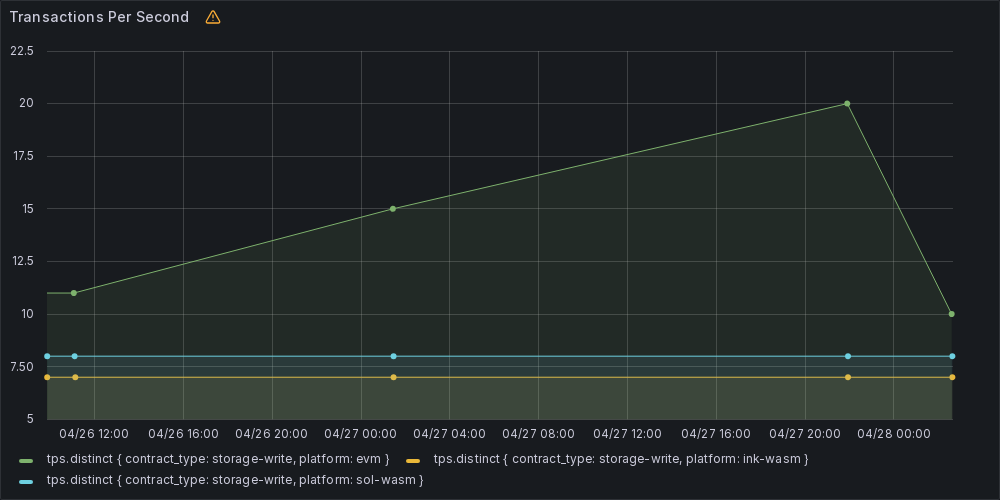 Transactions Per Second
22.5
20
17.5
15
12.5
10
7.50
5
04/26 12:00 04/26 16:00 04/26 20:00 04/27 00:00 04/27 04:00 04/27 08:00 04/27 12:00 04/27 16:00 04/27 20:00 04/28 00:00
tps.distinct { contract_type: storage-write, platform: evm } tps.distinct { contract_type: storage-write, platform: ink-wasm }
tps.distinct { contract_type: storage-write, platform: sol-wasm }